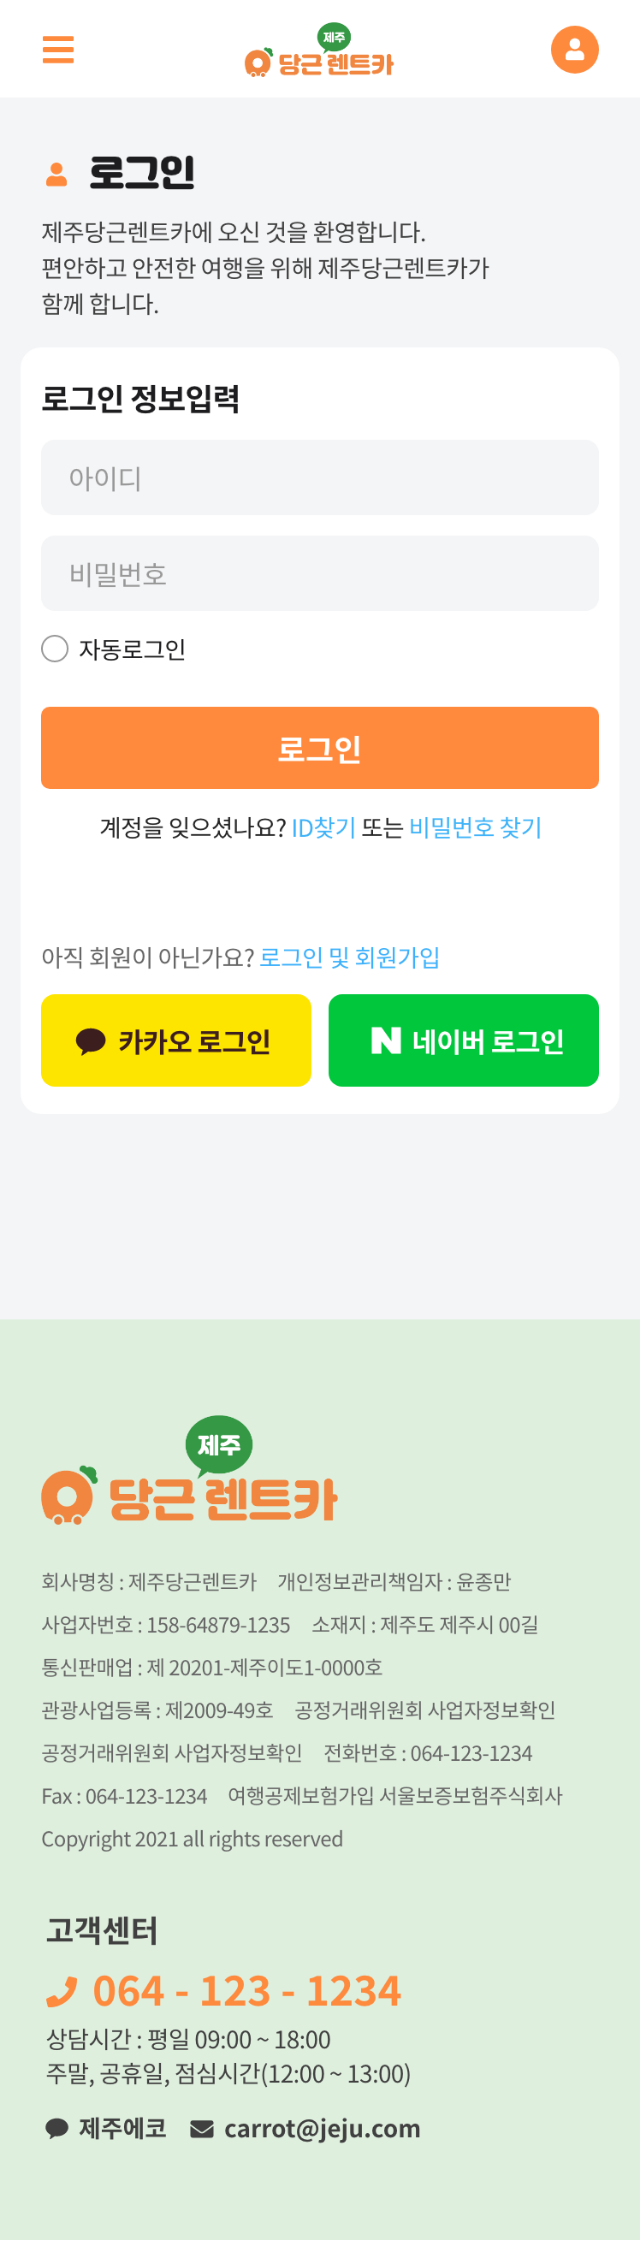 제주
당근 렌트카
로그인
제주당근렌트카에 오신 것을 환영합니다.
편안하고 안전한 여행을 위해 제주당근렌트카가
함께 합니다.
로그인 정보입력
아이디
비밀번호
자동로그인
로그인
계정을 잊으셨나요? ID찾기 또는 비밀번호 찾기
아직 회원이 아닌가요? 로그인 및 회원가입
카카오 로그인 N 네이버 로그인
제주
당근 렌트카
회사명칭 : 제주당근렌트카 개인정보관리책임자 : 윤종만
사업자번호 : 158-64879-1235 소재지 : 제주도 제주시 00길
통신판매업 : 제 20201-제주이도1-0000호
관광사업등록 : 제2009-49호 공정거래위원회 사업자정보확인
공정거래위원회 사업자정보확인 전화번호 : 064-123-1234
Fax : 064-123-1234 여행공제보험가입 서울보증보험주식회사
Copyright 2021 all rights reserved
고객센터
064 - 123 - 1234
상담시간 : 평일 09:00 ~ 18:00
주말, 공휴일, 점심시간(12:00 ~ 13:00)
제주에코 carrot@jeju.com